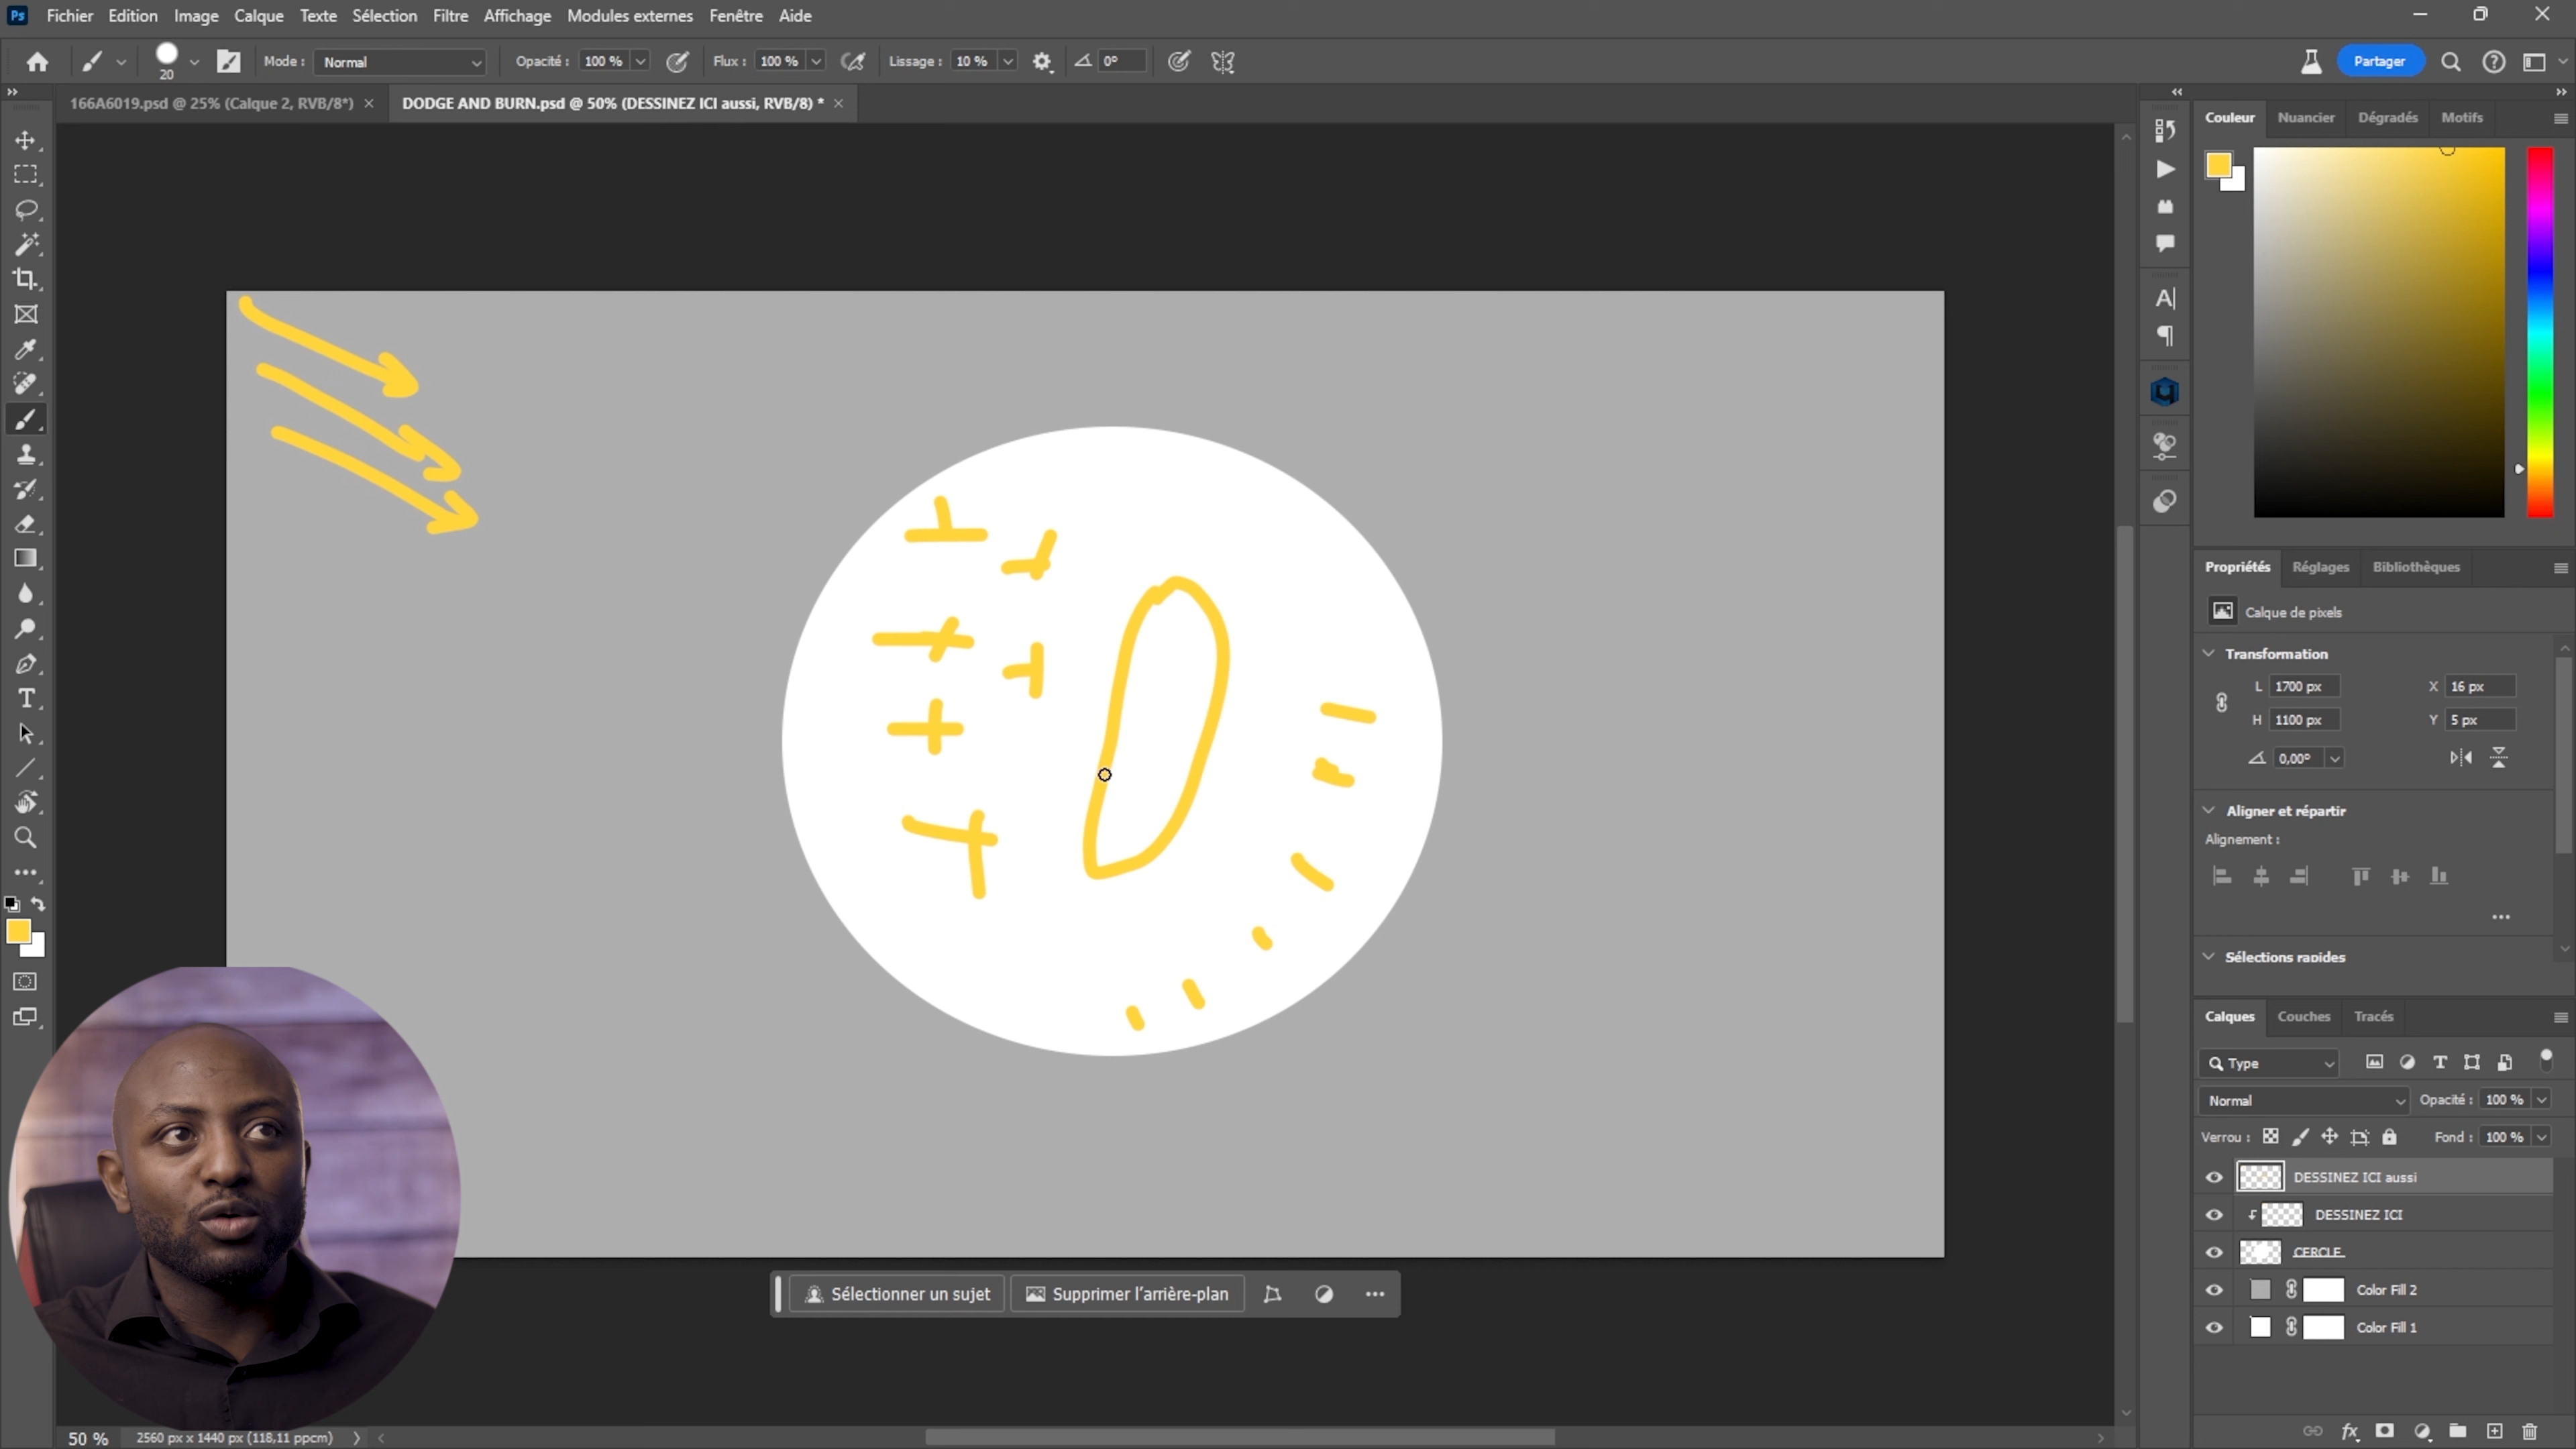 Ps Fichier Edition Image Calque Texte Sélection Filtre Affichage Modules externes Fenêtre Aide
20 Mode : Normal Opacité : 100 % Flux : 100 % Lissage : 10 % 0° Partager
166A6019.psd @ 25% (Calque 2, RVB/8*) × DODGE AND BURN.psd @ 50% (DESSINEZ ICI aussi, RVB/8) * ×
Couleur Nuancier Dégradés Motifs
Propriétés Réglages Bibliothèques
Calque de pixels
Transformation
L 1700 px X 16 px
H 1100 px Y 5 px
0,00°
Aligner et répartir
Alignement :
Sélections rapides
Calques Couches Tracés
Type
Normal Opacité : 100 %
Verrou : Fond : 100 %
DESSINEZ ICI aussi
DESSINEZ ICI
CERCLE
Color Fill 2
Color Fill 1
Sélectionner un sujet Supprimer l'arrière-plan
50 % 2560 px x 1440 px (118,11 ppcm)